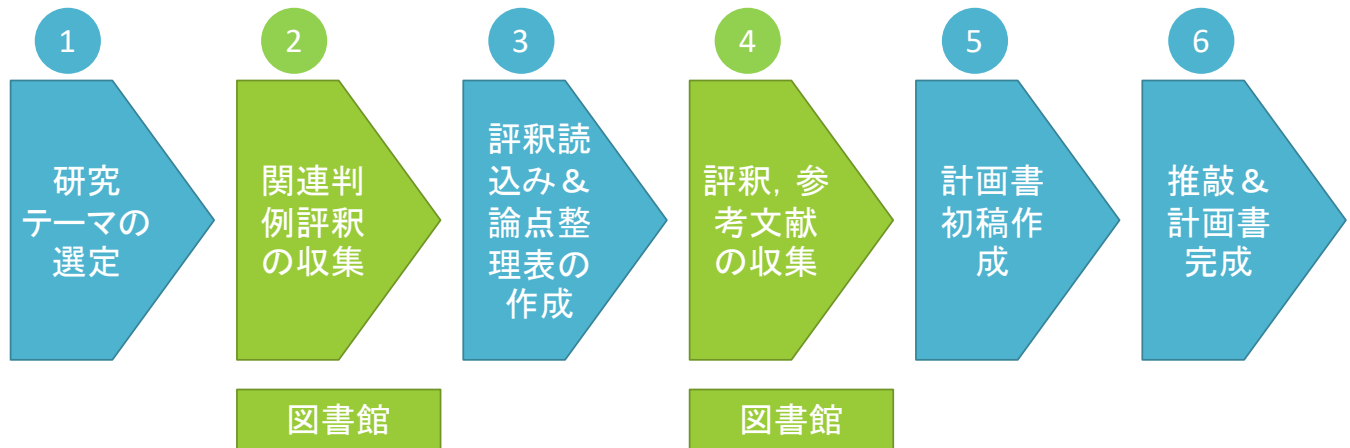 1
2
3
4
5
6
研究
テーマの
選定
関連判
例評釈
の収集
評釈読
込み＆
論点整
理表の
作成
評釈，参
考文献
の収集
計画書
初稿作
成
推敲＆
計画書
完成
図書館
図書館